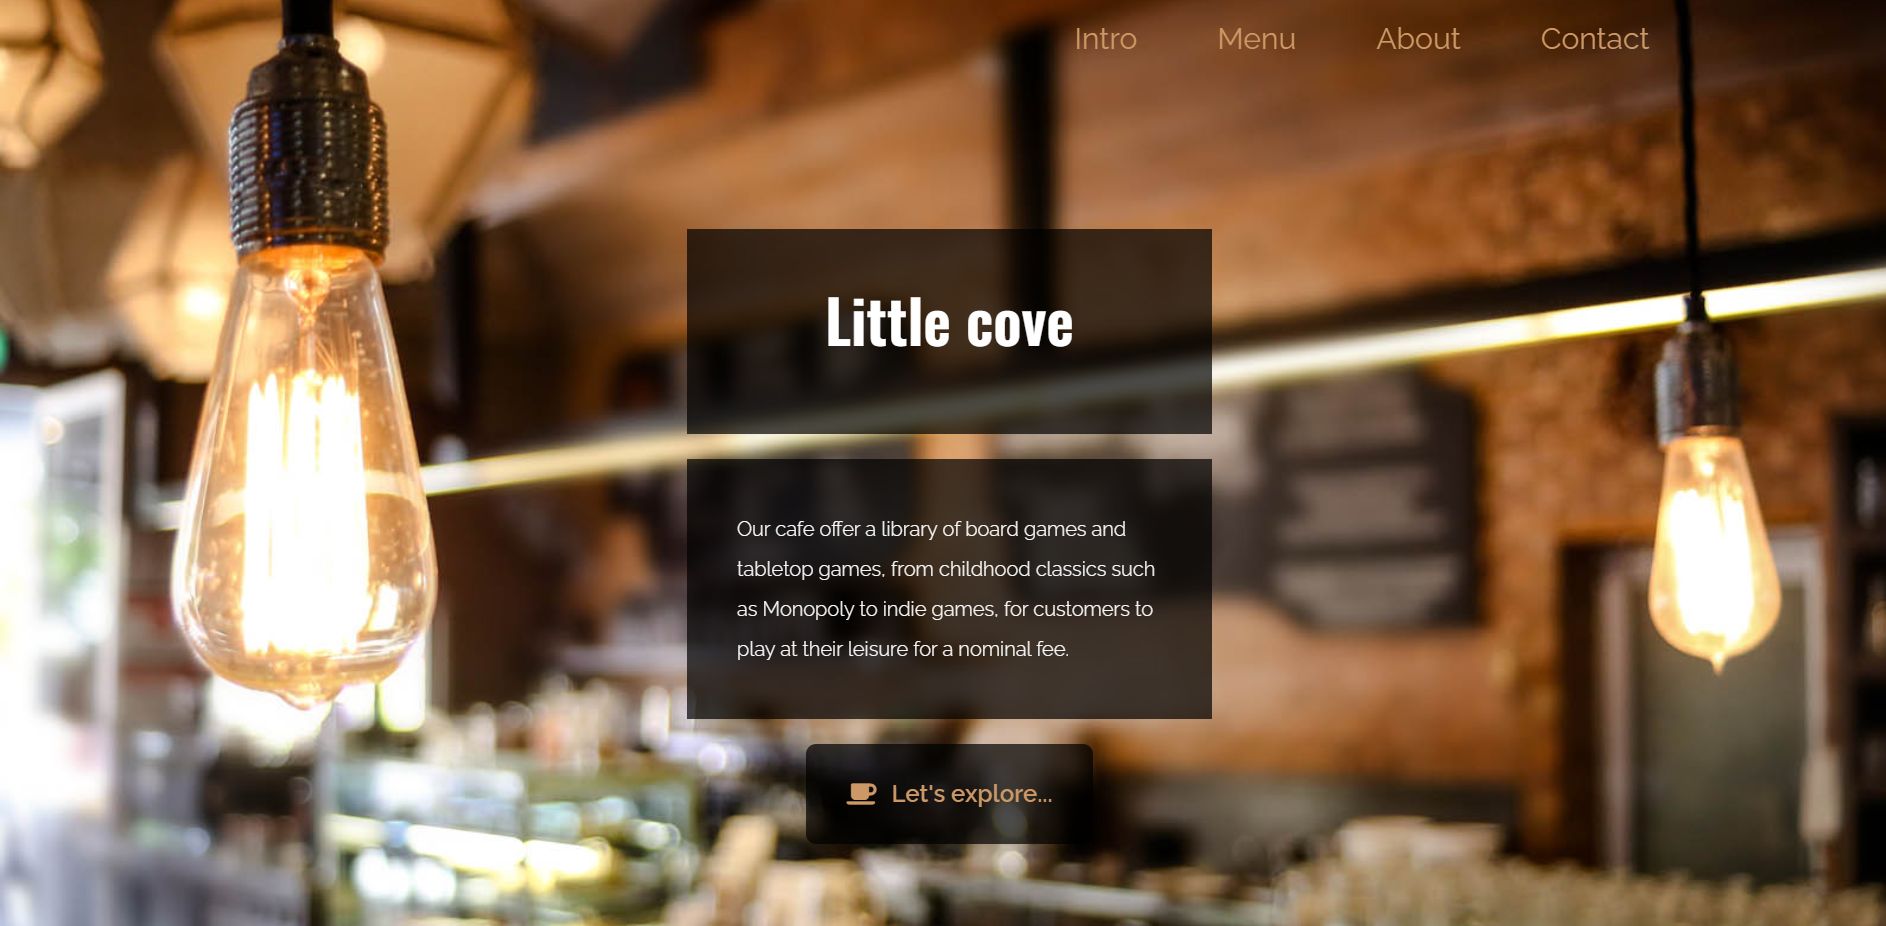 Intro Menu About Contact
Little cove
Our cafe offer a library of board games and
tabletop games, from childhood classics such
as Monopoly to indie games, for customers to
play at their leisure for a nominal fee.
Let's explore...